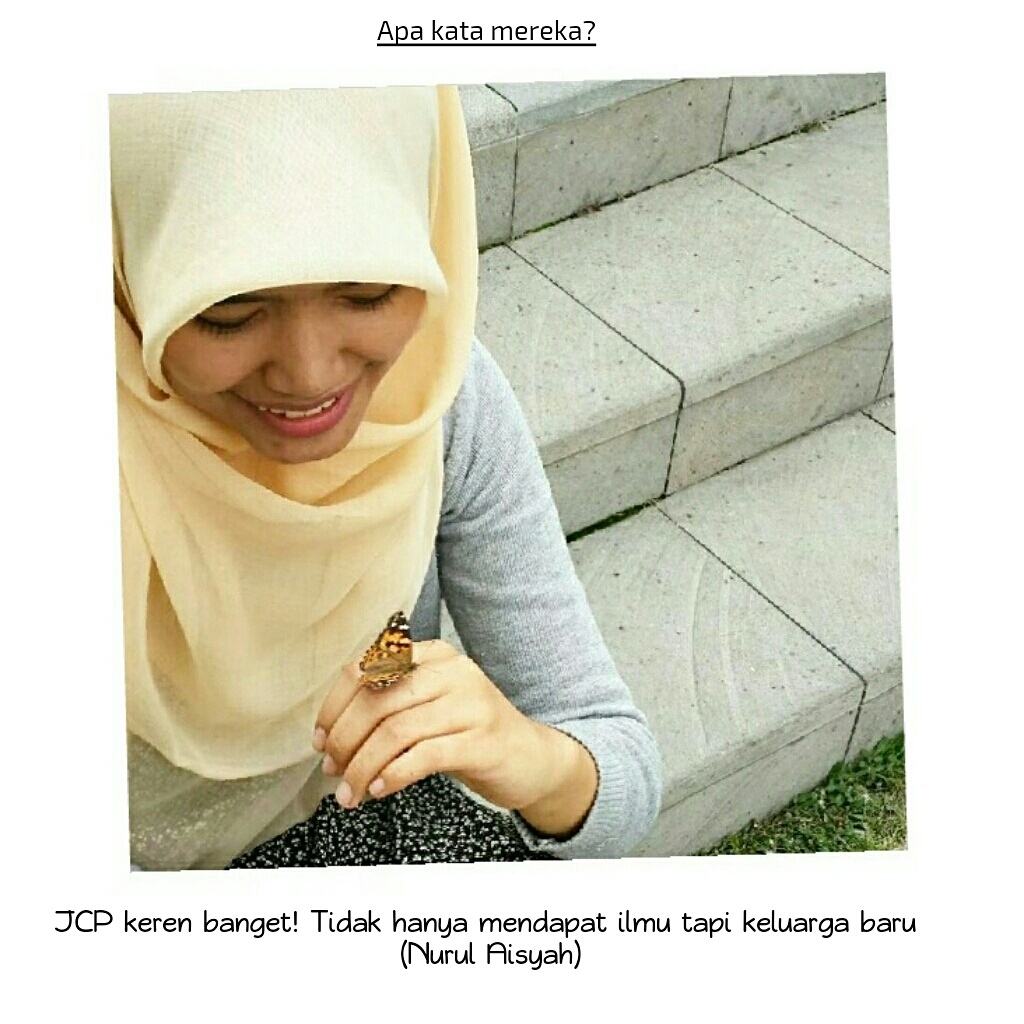 Apa kata mereka?
JCP keren banget! Tidak hanya mendapat ilmu tapi keluarga baru
(Nurul Aisyah)